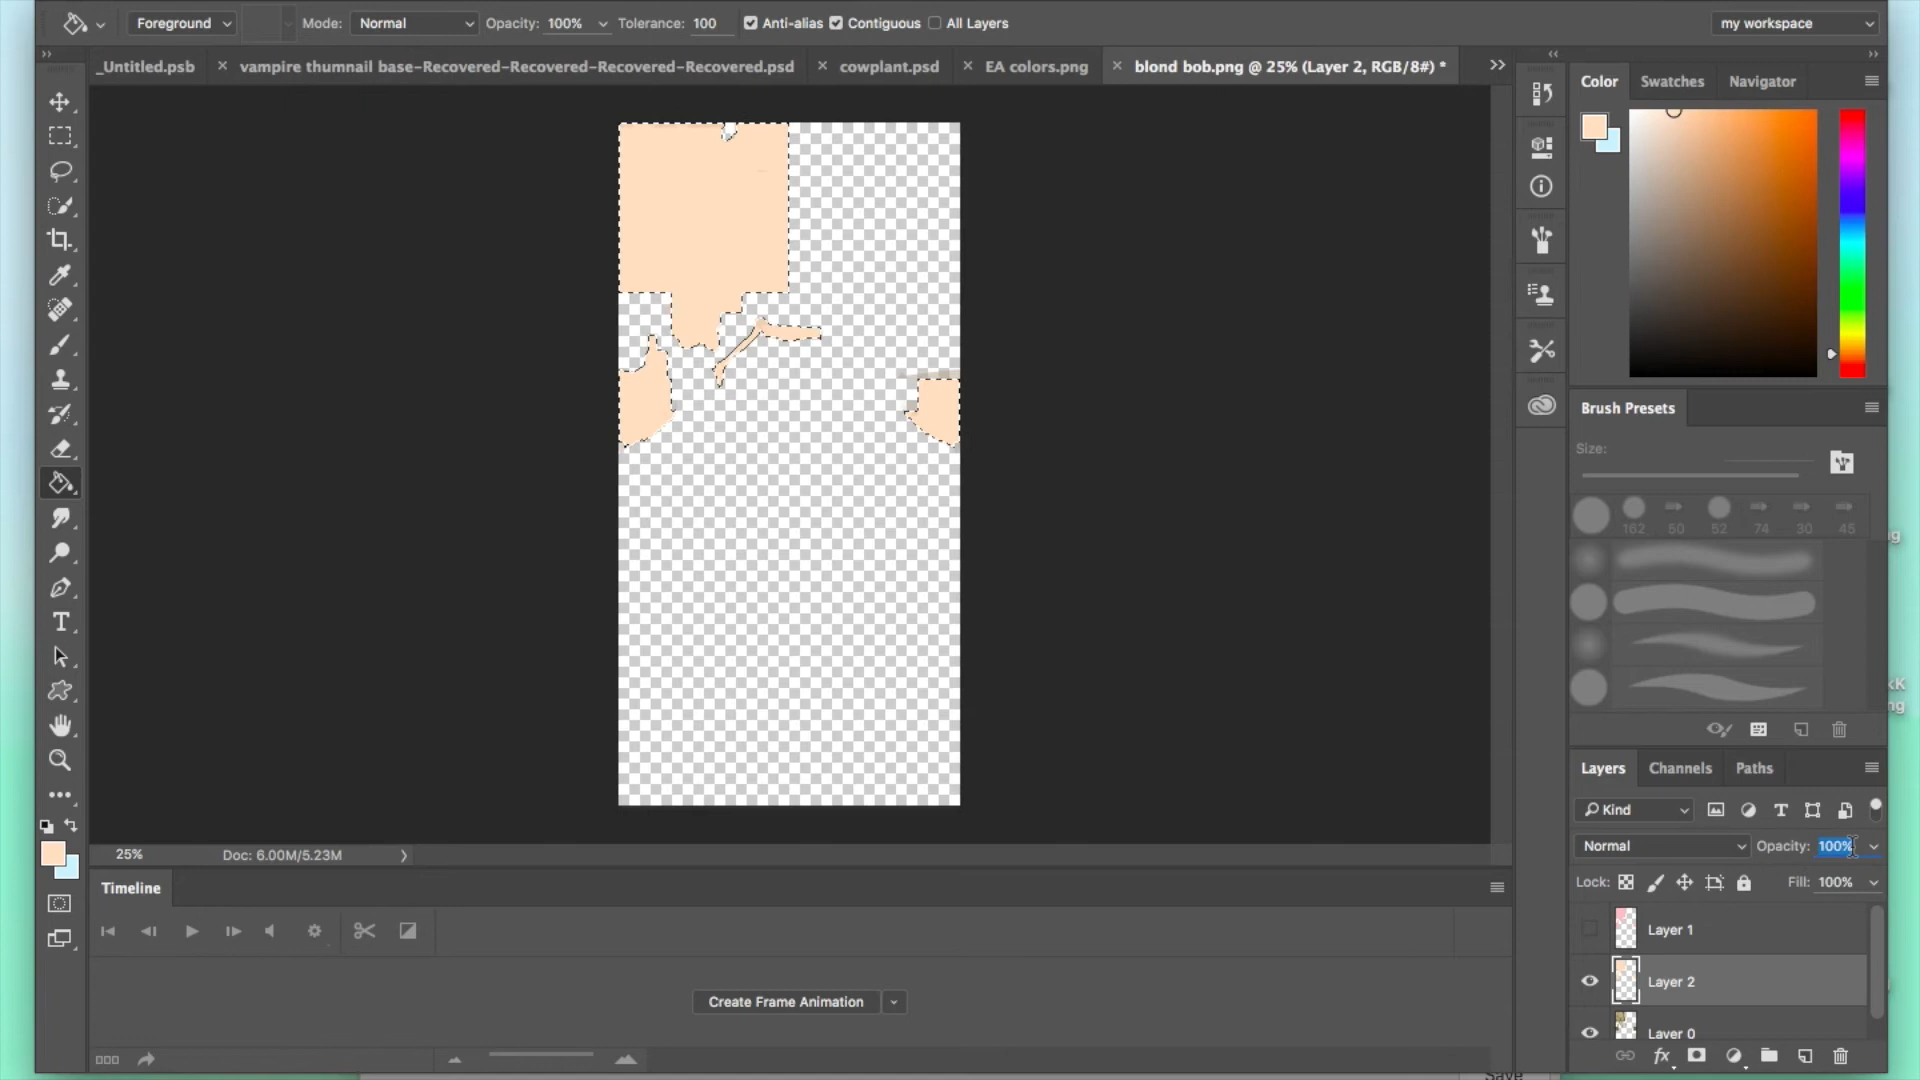 Foreground
Mode: Normal
Opacity: 100%
Tolerance: 100
Anti-alias
Contiguous
All Layers
my workspace
_Untitled.psb
vampire thumnail base-Recovered-Recovered-Recovered-Recovered.psd
cowplant.psd
EA colors.png
blond bob.png @ 25% (Layer 2, RGB/8#) *
Color
Swatches
Navigator
Brush Presets
Size:
162
50
52
74
30
45
Layers
Channels
Paths
Kind
Normal
Opacity: 100%
Lock:
Fill: 100%
Layer 1
Layer 2
Layer 0
fx
25%
Doc: 6.00M/5.23M
Timeline
Create Frame Animation
Save